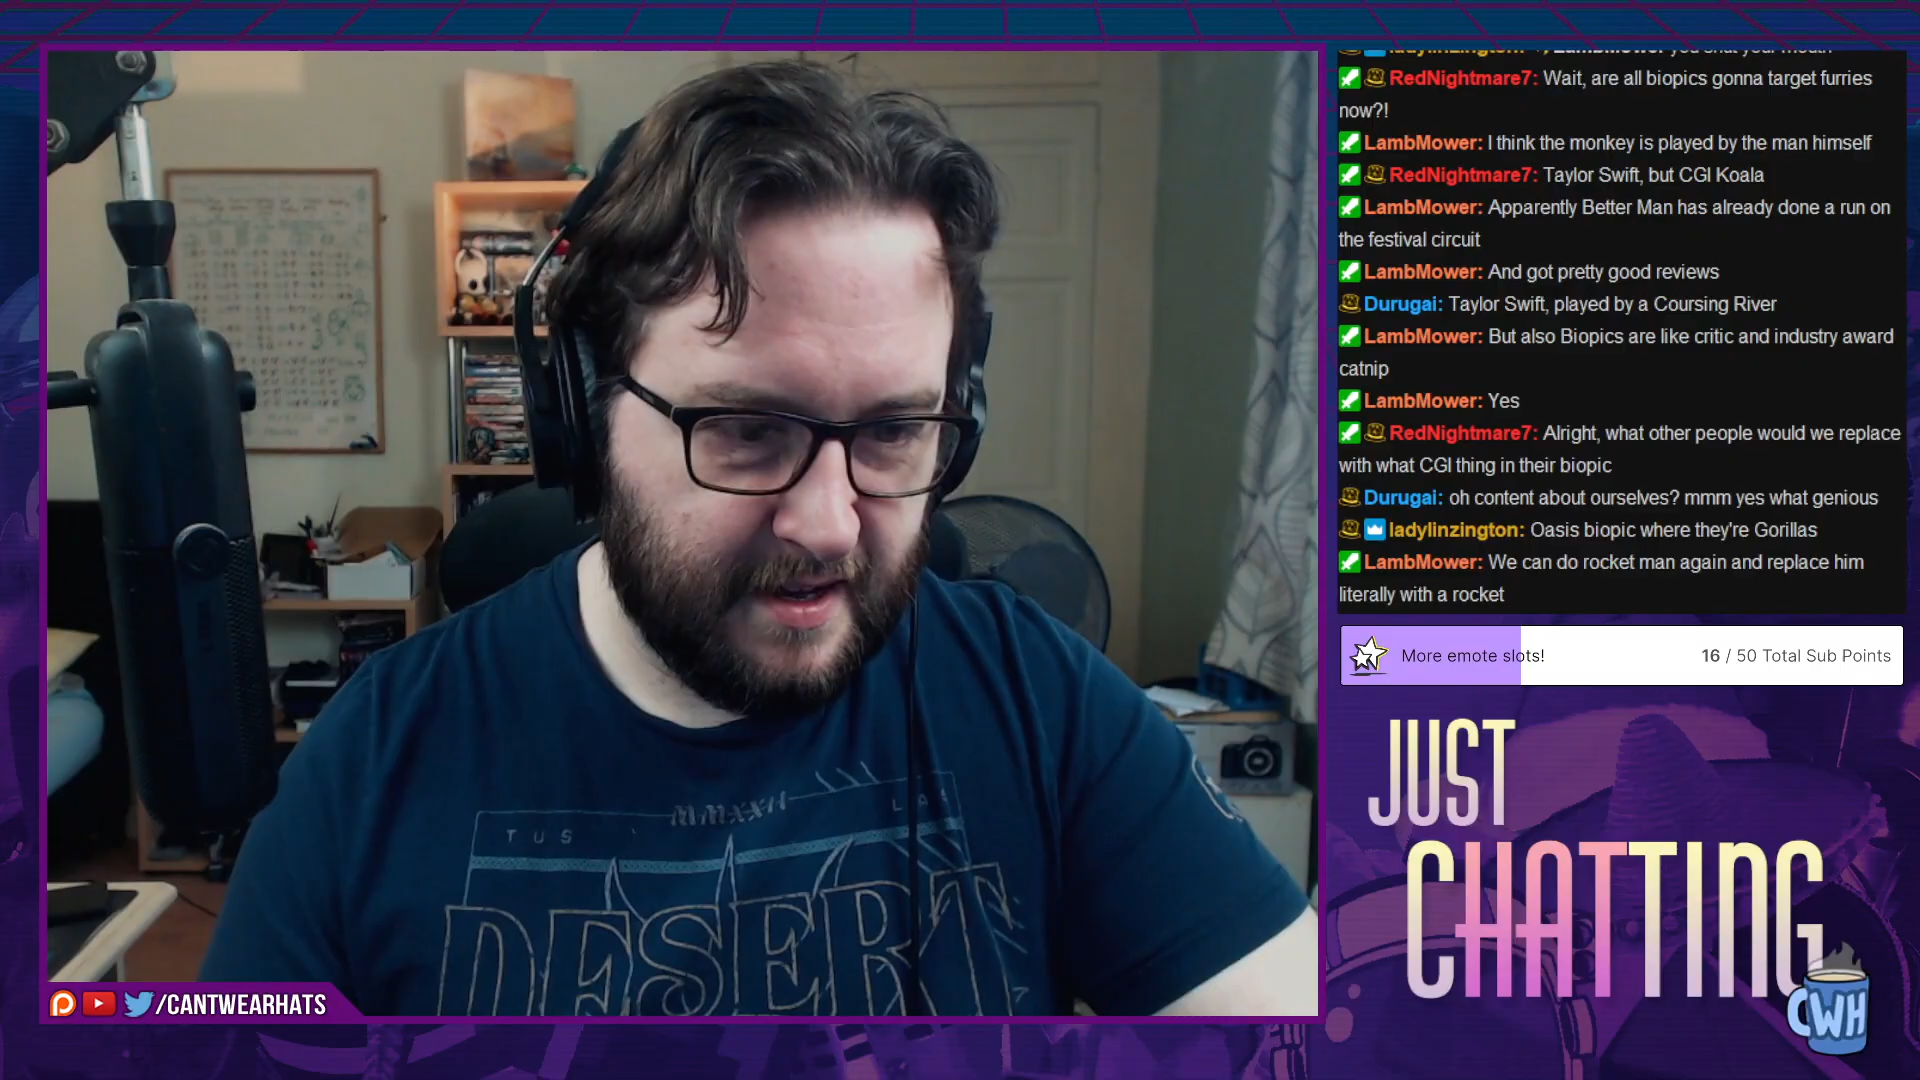 RedNightmare7: Wait, are all biopics gonna target furries
now?!
LambMower: I think the monkey is played by the man himself
RedNightmare7: Taylor Swift, but CGI Koala
LambMower: Apparently Better Man has already done a run on
the festival circuit
LambMower: And got pretty good reviews
Durugai: Taylor Swift, played by a Coursing River
LambMower: But also Biopics are like critic and industry award
catnip
LambMower: Yes
RedNightmare7: Alright, what other people would we replace
with what CGI thing in their biopic
Durugai: oh content about ourselves? mmm yes what genious
ladylinzington: Oasis biopic where they're Gorillas
LambMower: We can do rocket man again and replace him
literally with a rocket
More emote slots!
16 / 50 Total Sub Points
JUST
CHATTING
CWH
TUS
MMXXII
DESERT
/CANTWEARHATS